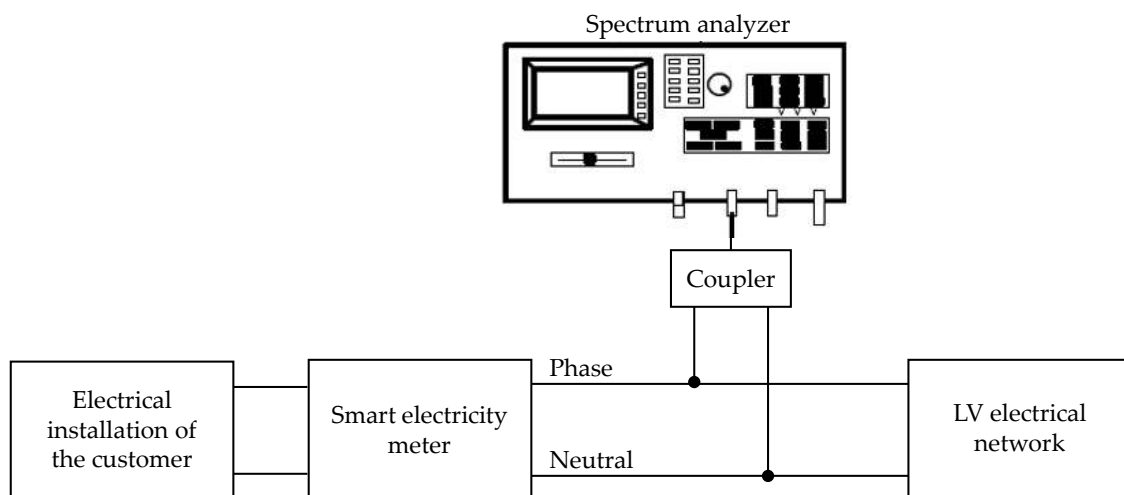 Spectrum analyzer
Coupler
Phase
Electrical
installation of
the customer
Smart electricity
meter
LV electrical
network
Neutral